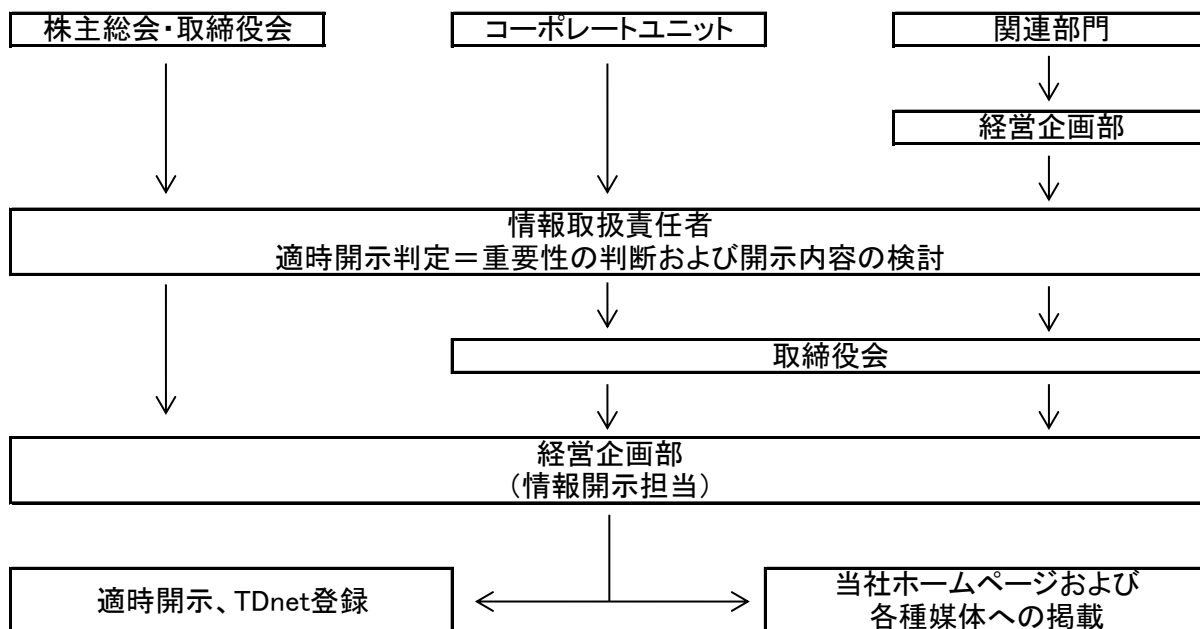 株主総会・取締役会
コーポレートユニット
関連部門
経営企画部
情報取扱責任者
適時開示判定＝重要性の判断および開示内容の検討
取締役会
経営企画部
（情報開示担当）
適時開示、TDnet登録
当社ホームページおよび
各種媒体への掲載